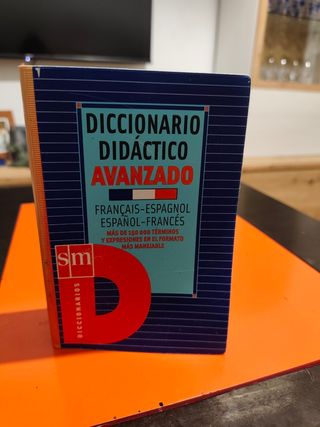 DICCIONARIO
DIDÁCTICO
AVANZADO
FRANÇAIS-ESPAGNOL
ESPAÑOL-FRANCÉS
MÁS DE 150 000 TÉRMINOS
Y EXPRESIONES EN EL FORMATO
MÁS MANEJABLE
sm
D
DICCIONARIOS